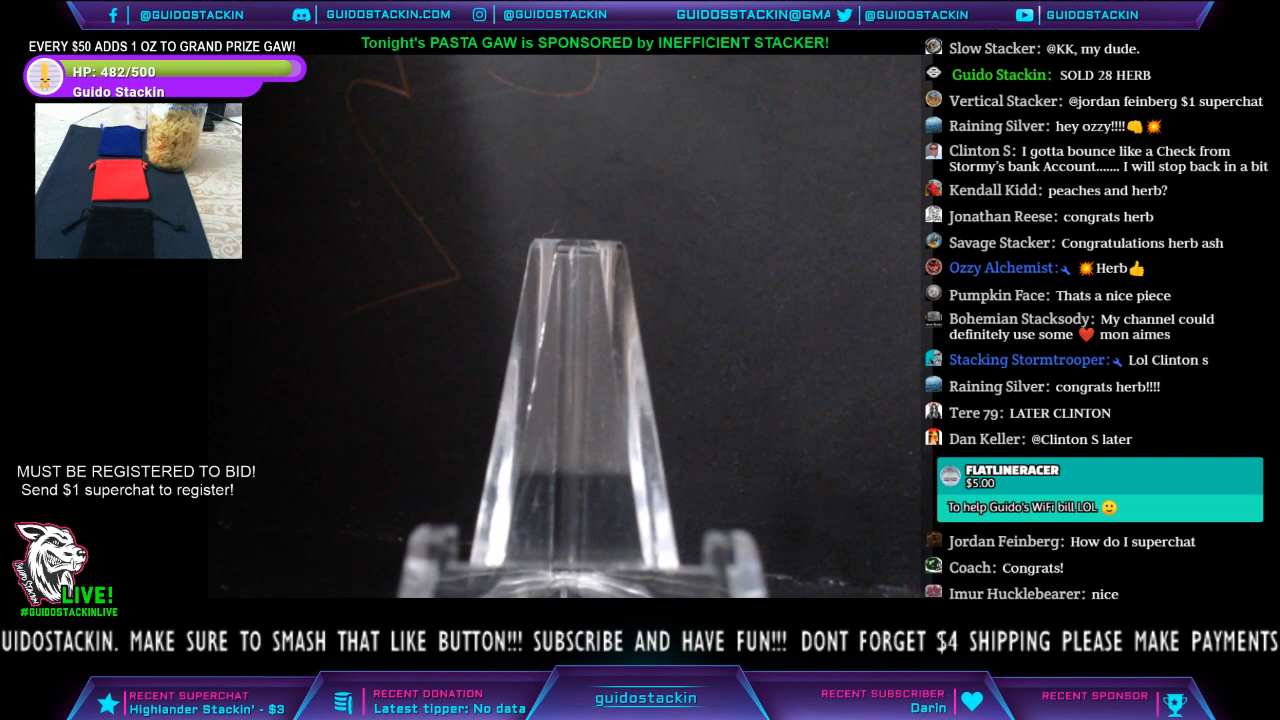 @GUIDOSTACKIN
GUIDOSTACKIN.COM
@GUIDOSTACKIN
GUIDOSSTACKIN@GMA
@GUIDOSTACKIN
GUIDOSTACKIN
EVERY $50 ADDS 1 OZ TO GRAND PRIZE GAW!
Tonight's PASTA GAW is SPONSORED by INEFFICIENT STACKER!
HP: 482/500
Guido Stackin
Slow Stacker: @KK, my dude.
Guido Stackin: SOLD 28 HERB
Vertical Stacker: @jordan feinberg $1 superchat
Raining Silver: hey ozzy!!!!👊💥
Clinton S: I gotta bounce like a Check from
Stormy's bank Account....... I will stop back in a bit
Kendall Kidd: peaches and herb?
Jonathan Reese: congrats herb
Savage Stacker: Congratulations herb ash
Ozzy Alchemist: 💥Herb👍
Pumpkin Face: Thats a nice piece
Bohemian Stacksody: My channel could
definitely use some ❤️ mon aimes
Stacking Stormtrooper: Lol Clinton s
Raining Silver: congrats herb!!!!
Tere 79: LATER CLINTON
Dan Keller: @Clinton S later
FLATLINERACER
$5.00
To help Guido's WiFi bill LOL 🙂
Jordan Feinberg: How do I superchat
Coach: Congrats!
Imur Hucklebearer: nice
MUST BE REGISTERED TO BID!
Send $1 superchat to register!
GUIDO STACKIN
LIVE!
#GUIDOSTACKINLIVE
UIDOSTACKIN. MAKE SURE TO SMASH THAT LIKE BUTTON!!! SUBSCRIBE AND HAVE FUN!!! DONT FORGET $4 SHIPPING PLEASE MAKE PAYMENTS
RECENT SUPERCHAT
Highlander Stackin' - $3
RECENT DONATION
Latest tipper: No data
guidostackin
RECENT SUBSCRIBER
Darin
RECENT SPONSOR